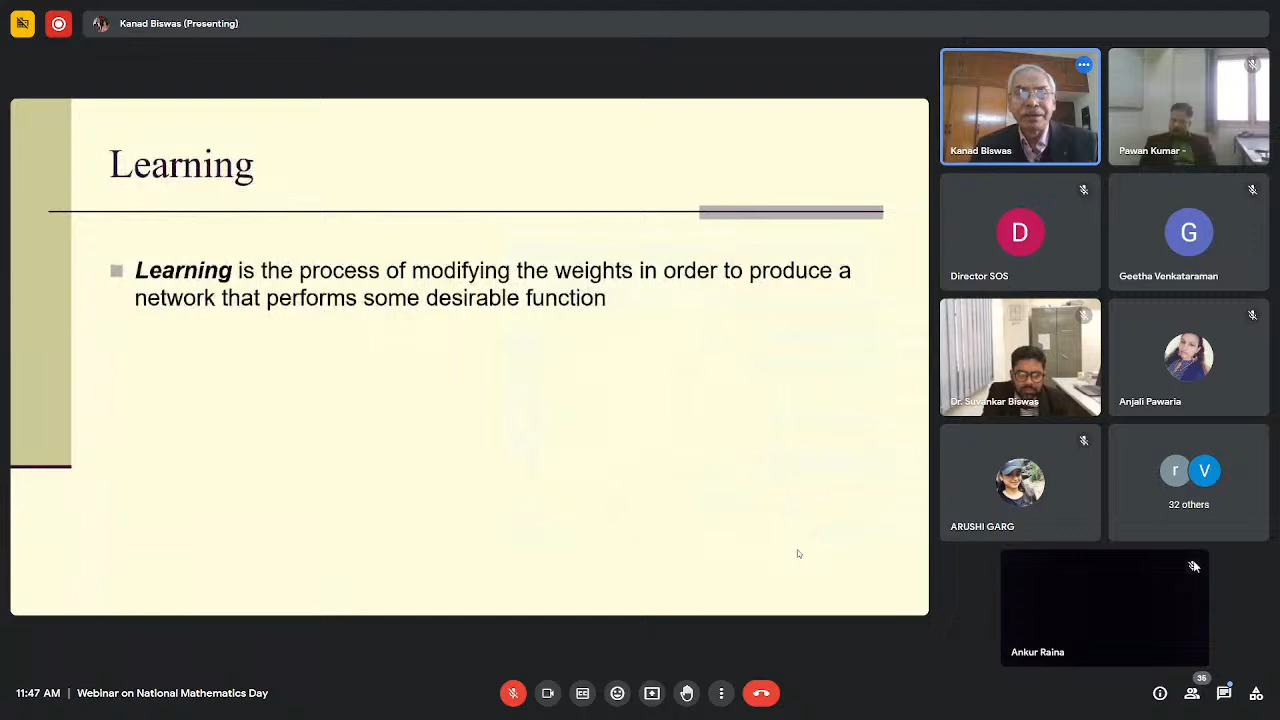 Kanad Biswas (Presenting)
Learning
Learning is the process of modifying the weights in order to produce a
network that performs some desirable function
Kanad Biswas
Pawan Kumar -
D
Director SOS
G
Geetha Venkataraman
Dr. Suvankar Biswas
Anjali Pawaria
ARUSHI GARG
r V
32 others
Ankur Raina
11:47 AM | Webinar on National Mathematics Day
36